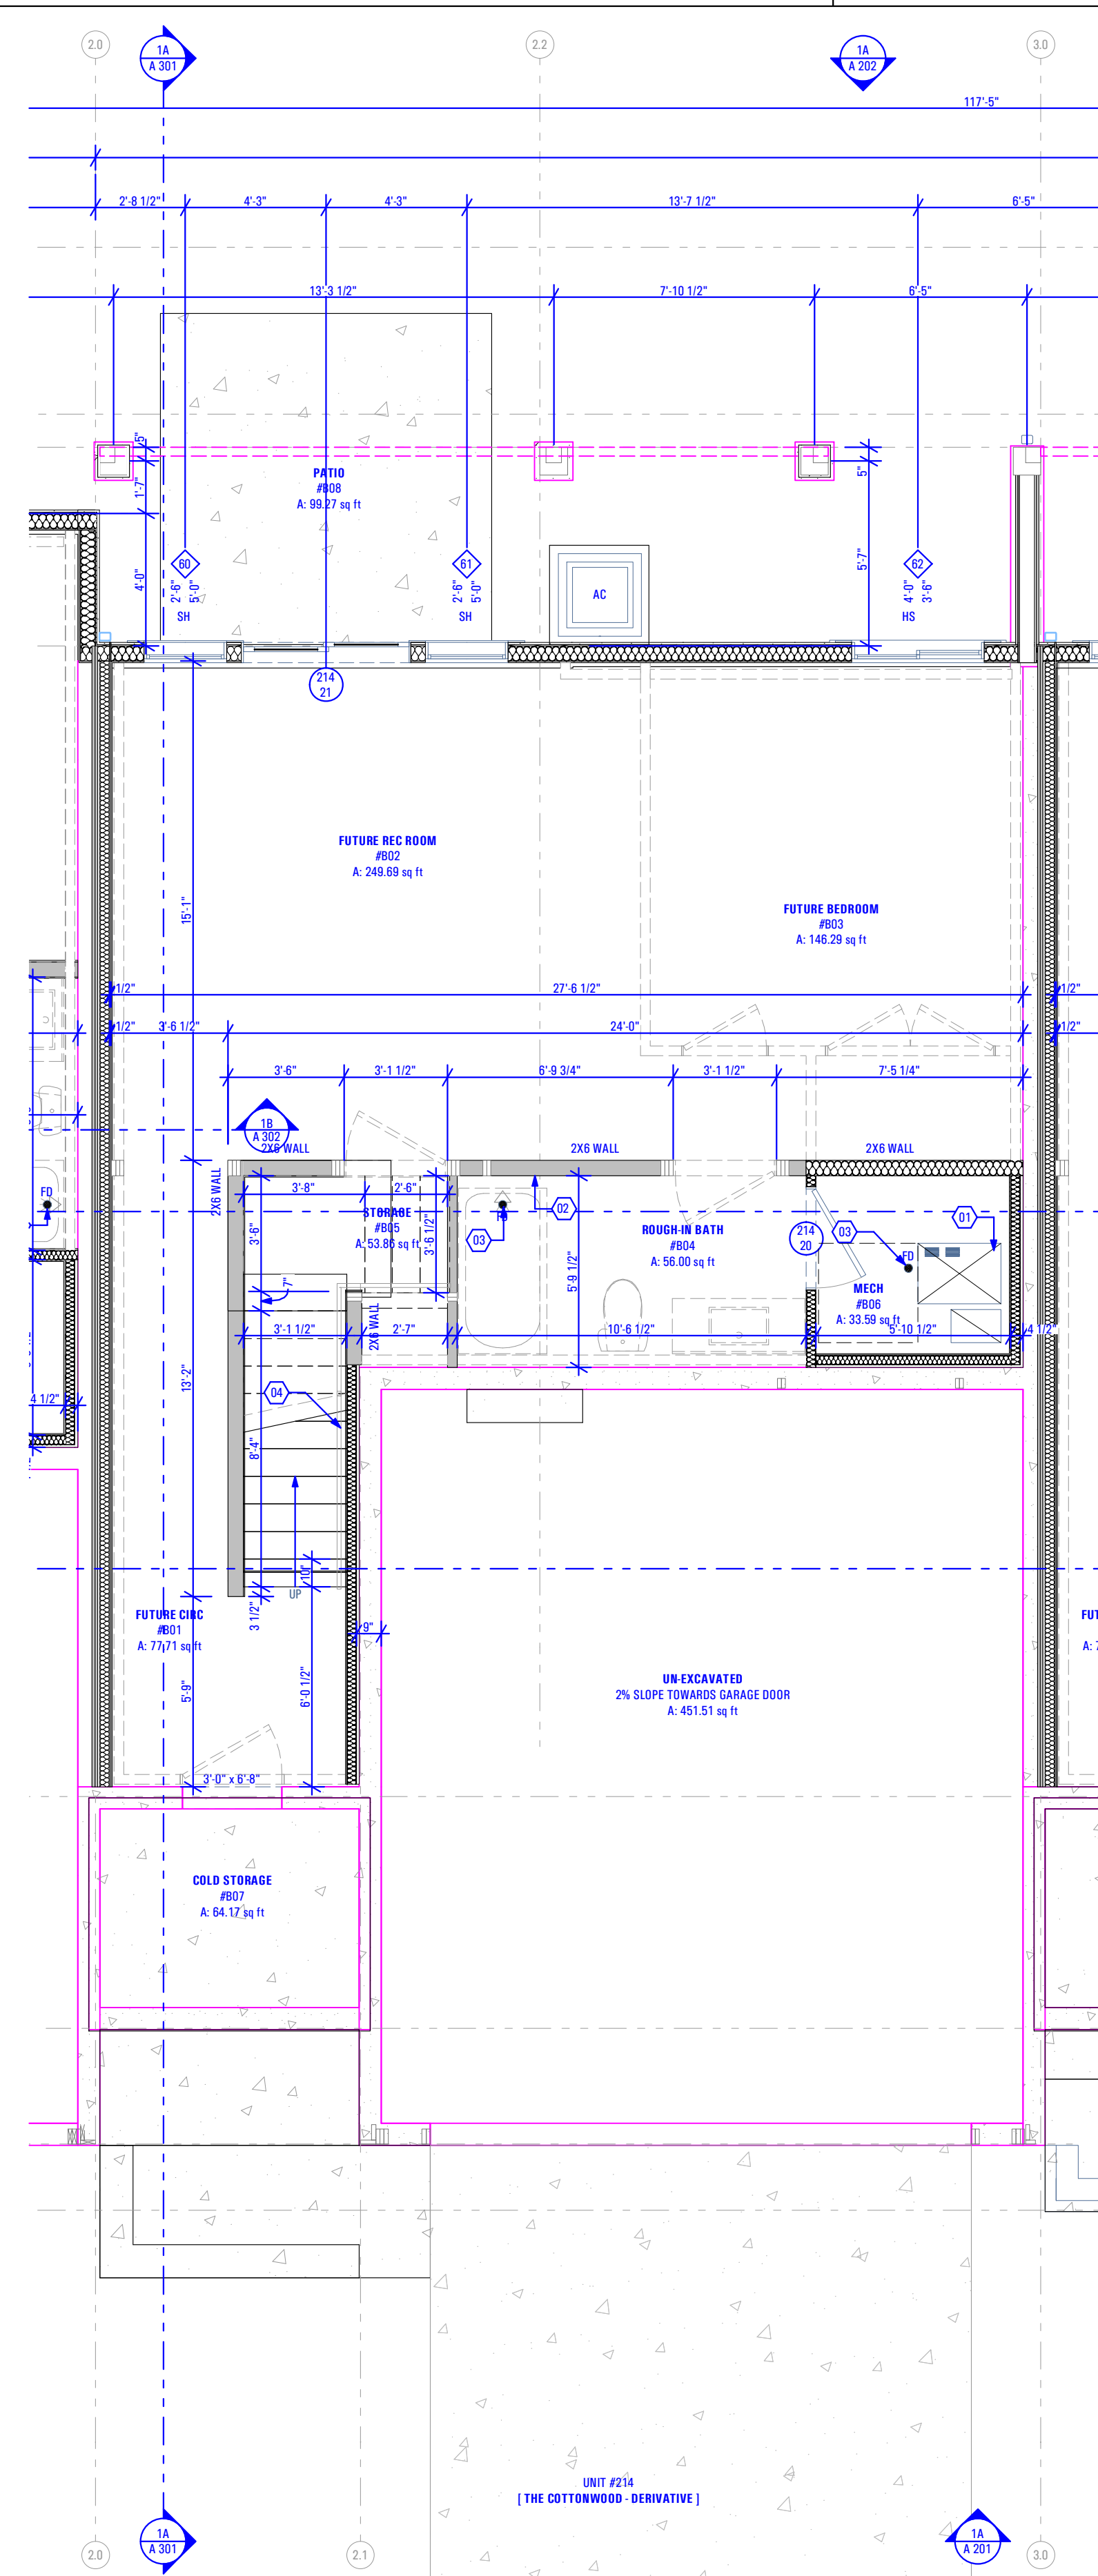 2.0
1A
A 301
2.2
1A
A 202
3.0
117'-5"
2'-8 1/2"
4'-3"
4'-3"
13'-7 1/2"
6'-5"
13'-3 1/2"
7'-10 1/2"
6'-5"
5"
1'-7"
4'-0"
PATIO
#B08
A: 99.27 sq ft
5"
5'-7"
60
2'-6"
5'-0"
SH
61
2'-6"
5'-0"
SH
AC
62
4'-0"
3'-6"
HS
214
21
FUTURE REC ROOM
#B02
A: 249.69 sq ft
15'-1"
FUTURE BEDROOM
#B03
A: 146.29 sq ft
1/2"
27'-6 1/2"
1/2"
1/2"
3'-6 1/2"
24'-0"
1/2"
3'-6"
3'-1 1/2"
6'-9 3/4"
3'-1 1/2"
7'-5 1/4"
1B
A 302
2X6 WALL
2X6 WALL
2X6 WALL
2X6 WALL
FD
3'-8"
2'-6"
STORAGE
#B05
A: 53.86 sq ft
3'-6"
3'-6 1/2"
7"
03
02
5'-9 1/2"
ROUGH-IN BATH
#B04
A: 56.00 sq ft
214
20
03
FD
01
MECH
#B06
A: 33.59 sq ft
3'-1 1/2"
2X6 WALL
2'-7"
10'-6 1/2"
5'-10 1/2"
4 1/2"
4 1/2"
13'-2"
04
8'-4"
10"
UP
3 1/2"
FUTURE CIRC
#B01
A: 77.71 sq ft
9"
5'-9"
6'-0 1/2"
3'-0" x 6'-8"
UN-EXCAVATED
2% SLOPE TOWARDS GARAGE DOOR
A: 451.51 sq ft
COLD STORAGE
#B07
A: 64.17 sq ft
UNIT #214
[ THE COTTONWOOD - DERIVATIVE ]
2.0
1A
A 301
2.1
1A
A 201
3.0